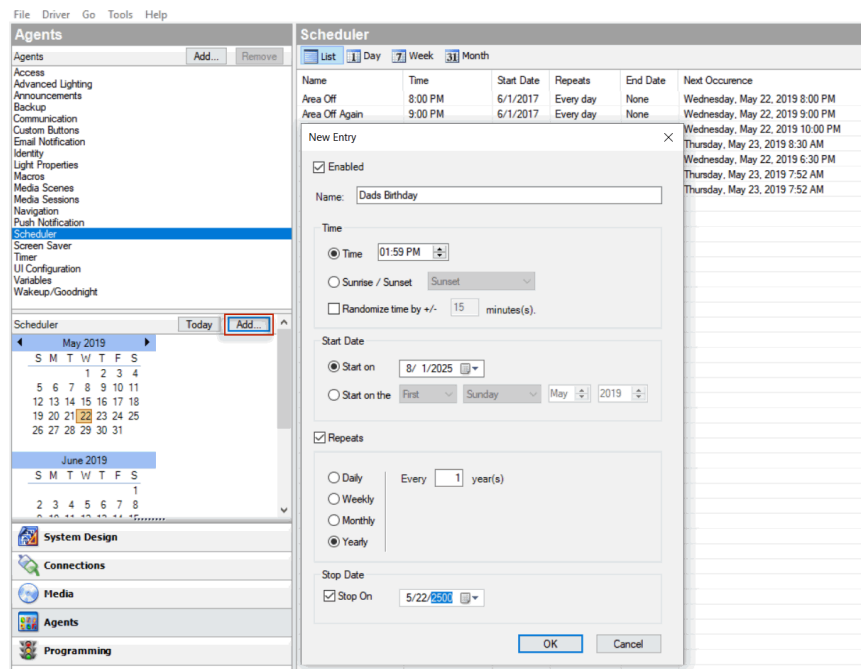 File Driver Go Tools Help
Agents
Agents Add... Remove
Access
Advanced Lighting
Announcements
Backup
Communication
Custom Buttons
Email Notification
Identity
Light Properties
Macros
Media Scenes
Media Sessions
Navigation
Push Notification
Scheduler
Screen Saver
Timer
UI Configuration
Variables
Wakeup/Goodnight
Scheduler Today Add...
May 2019
S M T W T F S
1 2 3 4
5 6 7 8 9 10 11
12 13 14 15 16 17 18
19 20 21 22 23 24 25
26 27 28 29 30 31
June 2019
S M T W T F S
1
2 3 4 5 6 7 8
System Design
Connections
Media
Agents
Programming
Scheduler
List 1 Day 7 Week 31 Month
Name Time Start Date Repeats End Date Next Occurence
Area Off 8:00 PM 6/1/2017 Every day None Wednesday, May 22, 2019 8:00 PM
Area Off Again 9:00 PM 6/1/2017 Every day None Wednesday, May 22, 2019 9:00 PM
Wednesday, May 22, 2019 10:00 PM
Thursday, May 23, 2019 8:30 AM
Wednesday, May 22, 2019 6:30 PM
Thursday, May 23, 2019 7:52 AM
Thursday, May 23, 2019 7:52 AM
New Entry
Enabled
Name: Dads Birthday
Time
Time 01:59 PM
Sunrise / Sunset Sunset
Randomize time by +/- 15 minutes(s).
Start Date
Start on 8/ 1/2025
Start on the First Sunday May 2019
Repeats
Daily Every 1 year(s)
Weekly
Monthly
Yearly
Stop Date
Stop On 5/22/2500
OK Cancel